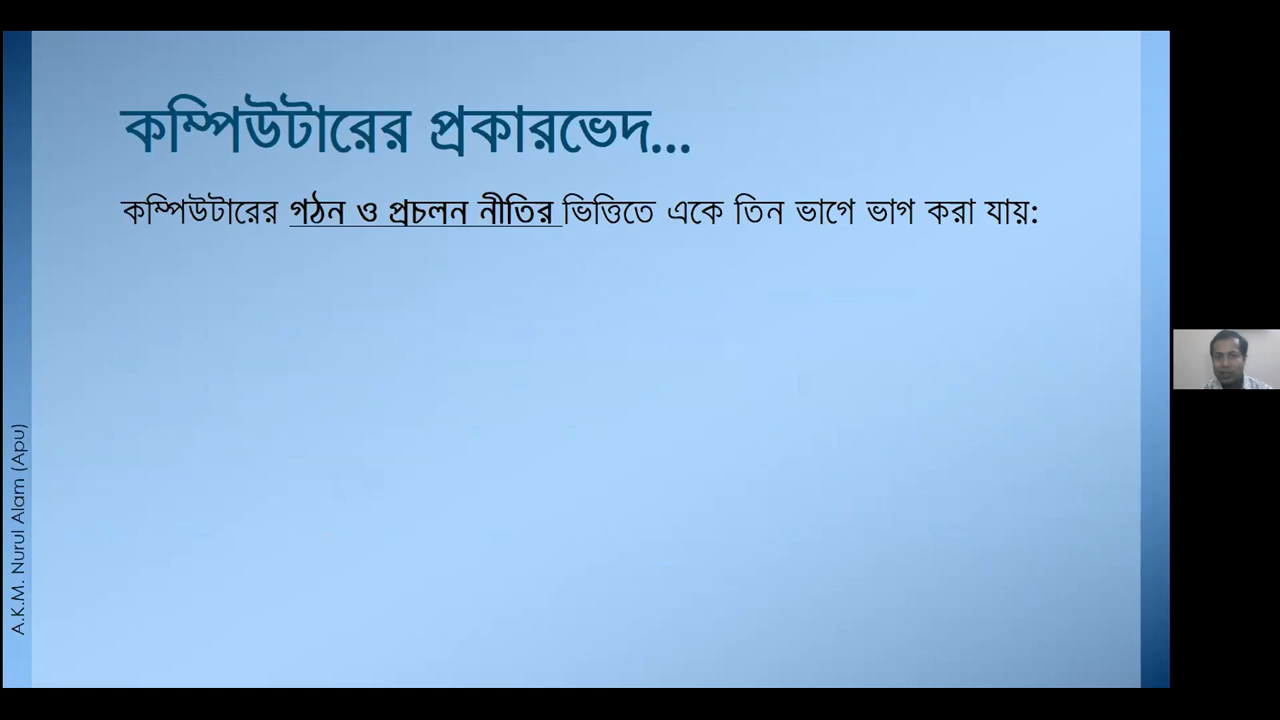 কম্পিউটারের প্রকারভেদ...
কম্পিউটারের গঠন ও প্রচলন নীতির ভিত্তিতে একে তিন ভাগে ভাগ করা যায়:
A.K.M. Nurul Alam (Apu)